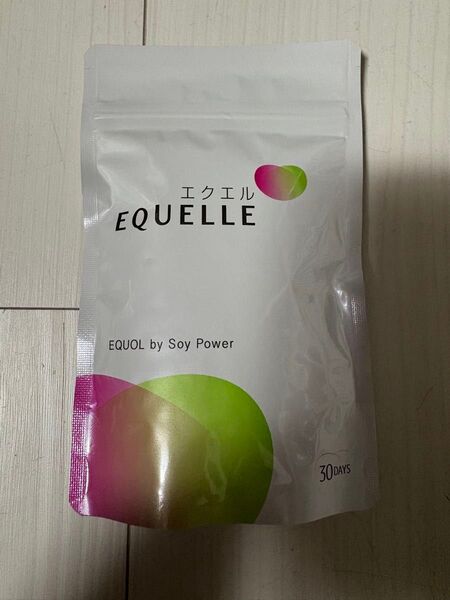 エクエル
EQUELLE
EQUOL by Soy Power
30DAYS